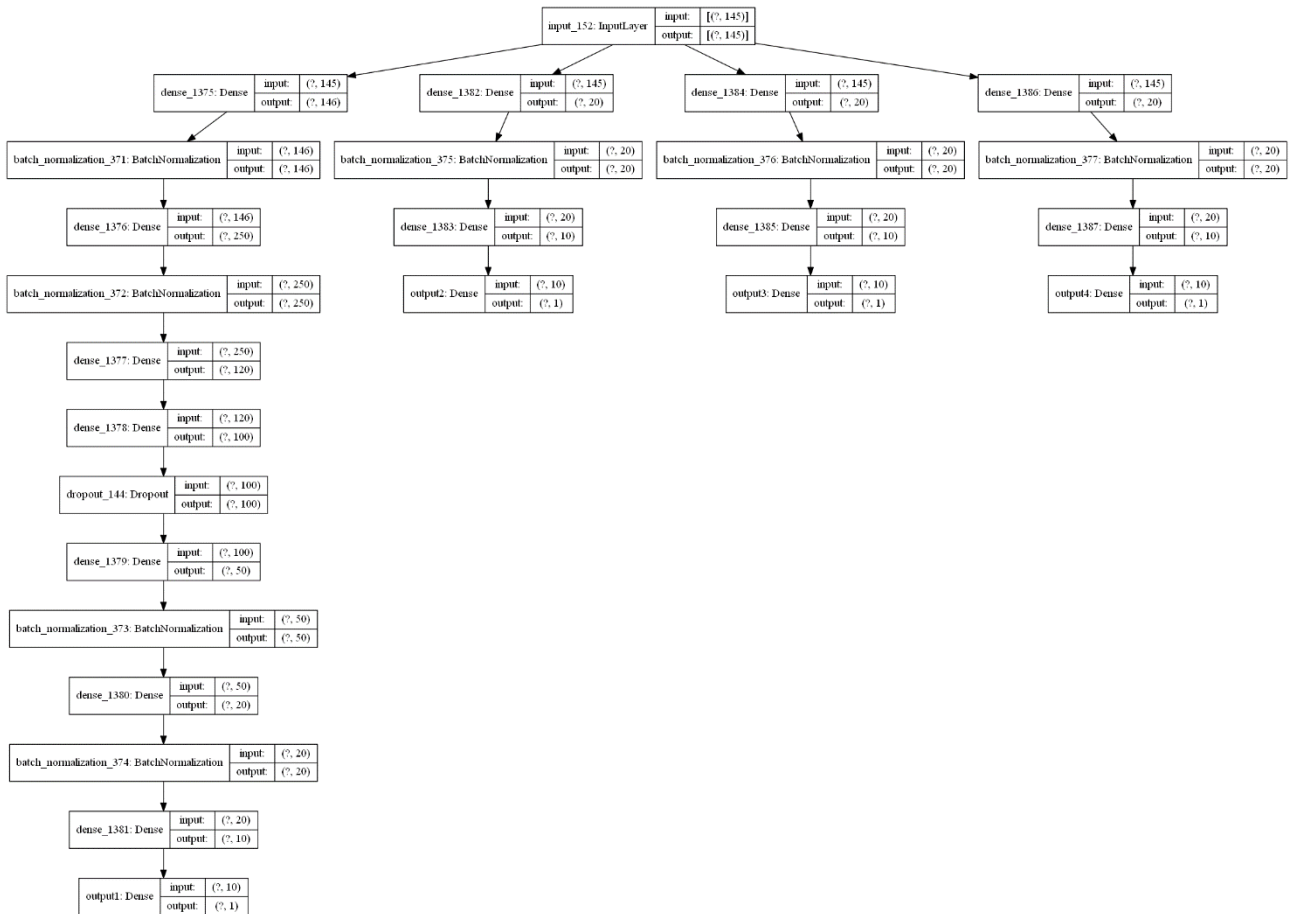 input_152: InputLayer input: [(?, 145)]
output: [(?, 145)]
dense_1375: Dense input: (?, 145)
output: (?, 146)
dense_1382: Dense input: (?, 145)
output: (?, 20)
dense_1384: Dense input: (?, 145)
output: (?, 20)
dense_1386: Dense input: (?, 145)
output: (?, 20)
batch_normalization_371: BatchNormalization input: (?, 146)
output: (?, 146)
batch_normalization_375: BatchNormalization input: (?, 20)
output: (?, 20)
batch_normalization_376: BatchNormalization input: (?, 20)
output: (?, 20)
batch_normalization_377: BatchNormalization input: (?, 20)
output: (?, 20)
dense_1376: Dense input: (?, 146)
output: (?, 250)
dense_1383: Dense input: (?, 20)
output: (?, 10)
dense_1385: Dense input: (?, 20)
output: (?, 10)
dense_1387: Dense input: (?, 20)
output: (?, 10)
batch_normalization_372: BatchNormalization input: (?, 250)
output: (?, 250)
output2: Dense input: (?, 10)
output: (?, 1)
output3: Dense input: (?, 10)
output: (?, 1)
output4: Dense input: (?, 10)
output: (?, 1)
dense_1377: Dense input: (?, 250)
output: (?, 120)
dense_1378: Dense input: (?, 120)
output: (?, 100)
dropout_144: Dropout input: (?, 100)
output: (?, 100)
dense_1379: Dense input: (?, 100)
output: (?, 50)
batch_normalization_373: BatchNormalization input: (?, 50)
output: (?, 50)
dense_1380: Dense input: (?, 50)
output: (?, 20)
batch_normalization_374: BatchNormalization input: (?, 20)
output: (?, 20)
dense_1381: Dense input: (?, 20)
output: (?, 10)
output1: Dense input: (?, 10)
output: (?, 1)